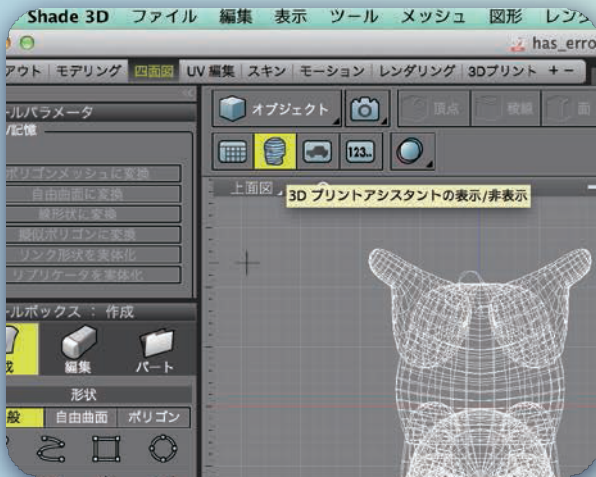 Shade 3D ファイル 編集 表示 ツール メッシュ 図形
has_erro
アウト モデリング 四面図 UV 編集 スキン モーション レンダリング 3Dプリント + −
ールパラメータ
/記憶
オブジェクト 頂点 稜線 面
ポリゴンメッシュに変換
自由曲面に変換
線形状に変換
擬似ポリゴンに変換
リンク形状を実体化
リプリケータを実体化
123..
上面図
3D プリントアシスタントの表示/非表示
ールボックス : 作成
成 編集 パート
形状
般 自由曲面 ポリゴン